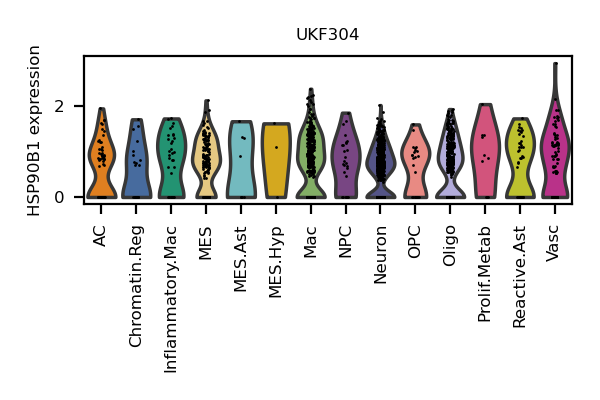 UKF304
HSP90B1 expression
2
0
AC
Chromatin.Reg
Inflammatory.Mac
MES
MES.Ast
MES.Hyp
Mac
NPC
Neuron
OPC
Oligo
Prolif.Metab
Reactive.Ast
Vasc